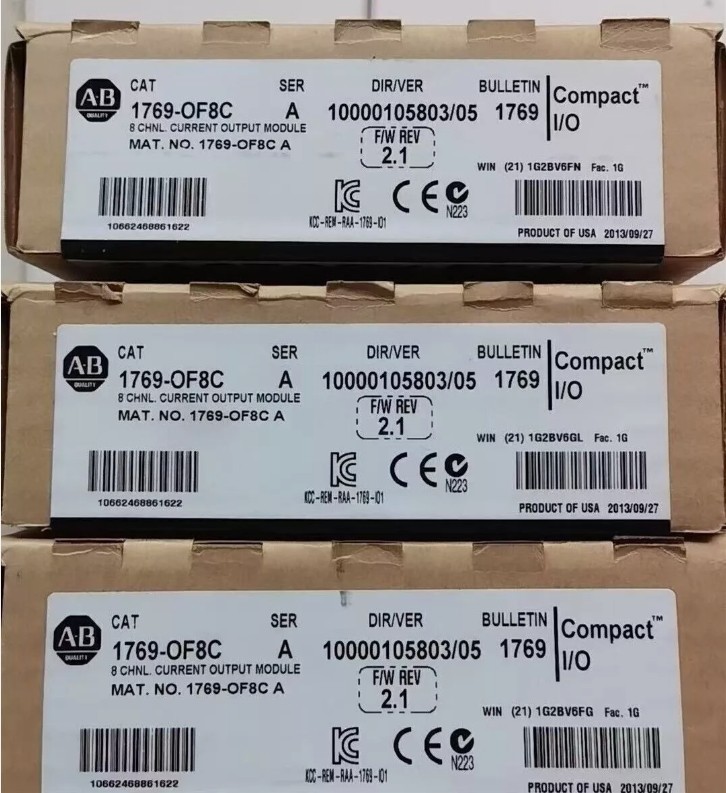 A-B
QUALITY
CAT SER DIR/VER BULLETIN
1769-OF8C A 10000105803/05 1769
Compact™
I/O
8 CHNL. CURRENT OUTPUT MODULE
MAT. NO. 1769-OF8C A
F/W REV
2.1
WIN (21) 1G2BV6FN Fac. 1G
10662468861622
KCC-REM-RAA-1769-IO1
CE
N223
PRODUCT OF USA 2013/09/27
A-B
QUALITY
CAT SER DIR/VER BULLETIN
1769-OF8C A 10000105803/05 1769
Compact™
I/O
8 CHNL. CURRENT OUTPUT MODULE
MAT. NO. 1769-OF8C A
F/W REV
2.1
WIN (21) 1G2BV6GL Fac. 1G
10662468861622
KCC-REM-RAA-1769-IO1
CE
N223
PRODUCT OF USA 2013/09/27
A-B
QUALITY
CAT SER DIR/VER BULLETIN
1769-OF8C A 10000105803/05 1769
Compact™
I/O
8 CHNL. CURRENT OUTPUT MODULE
MAT. NO. 1769-OF8C A
F/W REV
2.1
WIN (21) 1G2BV6FG Fac. 1G
10662468861622
KCC-REM-RAA-1769-IO1
CE
N223
PRODUCT OF USA 2013/09/27